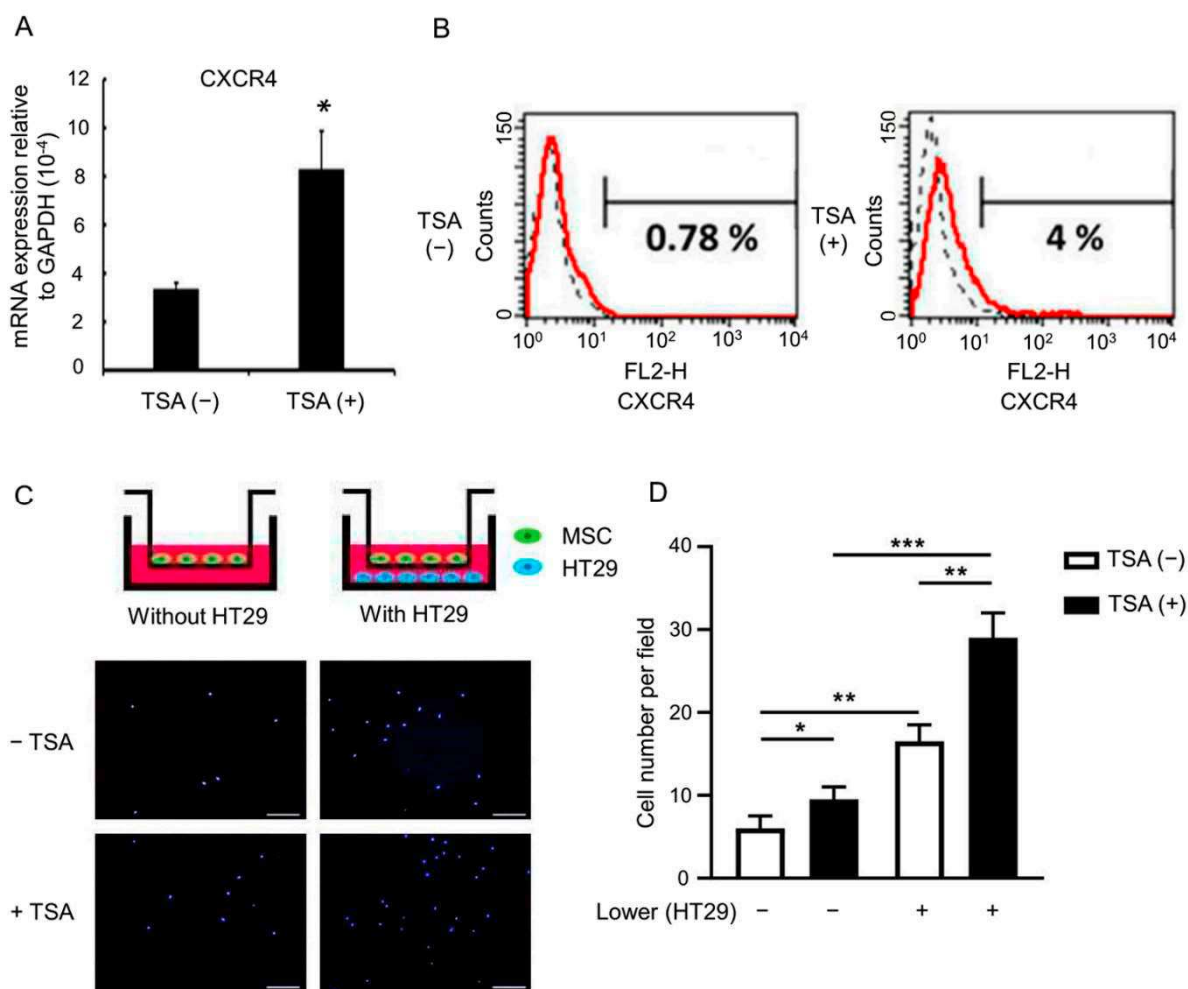 A
CXCR4
mRNA expression relative
to GAPDH (10⁻⁴)
12
10
8
6
4
2
0
*
TSA (−)
TSA (+)
B
TSA
(−)
Counts
150
0
0.78 %
10⁰ 10¹ 10² 10³ 10⁴
FL2-H
CXCR4
TSA
(+)
Counts
150
0
4 %
10⁰ 10¹ 10² 10³ 10⁴
FL2-H
CXCR4
C
MSC
HT29
Without HT29
With HT29
− TSA
+ TSA
D
Cell number per field
40
30
20
10
0
***
**
**
*
TSA (−)
TSA (+)
Lower (HT29) − − + +